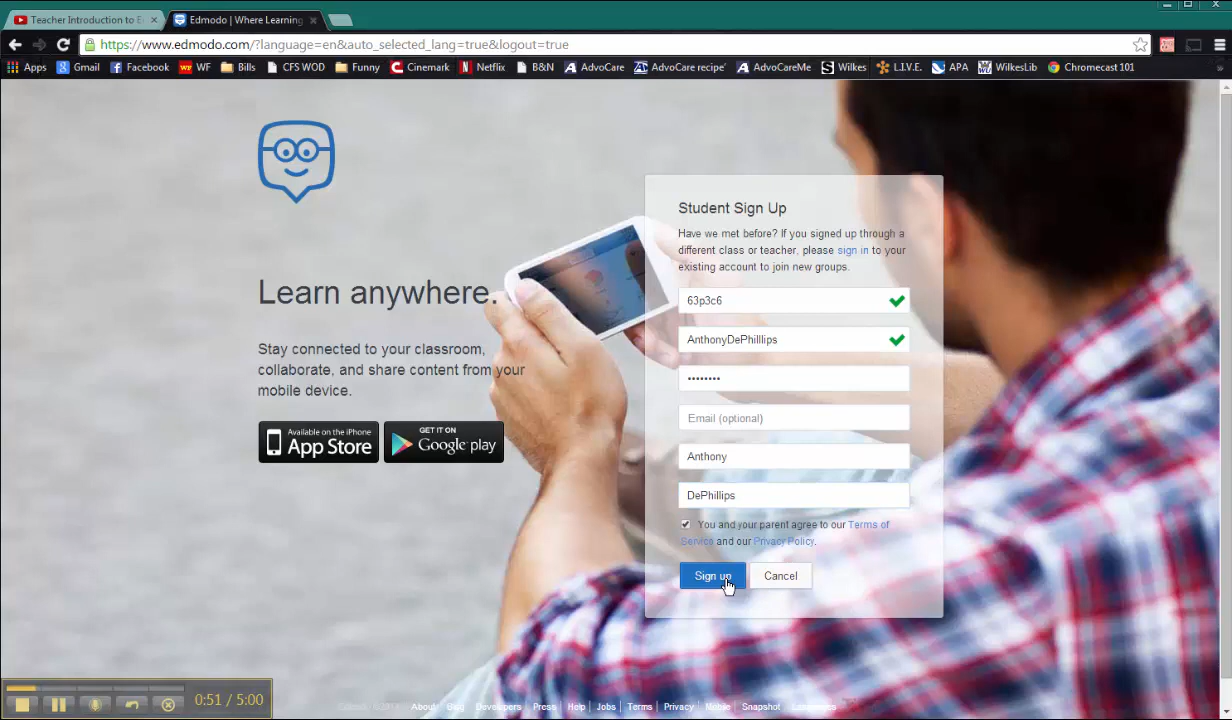 Teacher Introduction to E
Edmodo | Where Learning
https://www.edmodo.com/?language=en&auto_selected_lang=true&logout=true
Apps Gmail Facebook WF Bills CFS WOD Funny Cinemark Netflix B&N AdvoCare AdvoCare recipe' AdvoCareMe Wilkes L.I.V.E. APA WilkesLib Chromecast 101 »
Learn anywhere.
Stay connected to your classroom,
collaborate, and share content from your
mobile device.
Available on the iPhone
App Store
GET IT ON
Google play
Student Sign Up
Have we met before? If you signed up through a
different class or teacher, please sign in to your
existing account to join new groups.
63p3c6
AnthonyDePhillips
••••••••
Email (optional)
Anthony
DePhillips
You and your parent agree to our Terms of
Service and our Privacy Policy.
Sign up Cancel
About Blog Developers Press Help Jobs Terms Privacy Mobile Snapshot Languages
0:51 / 5:00